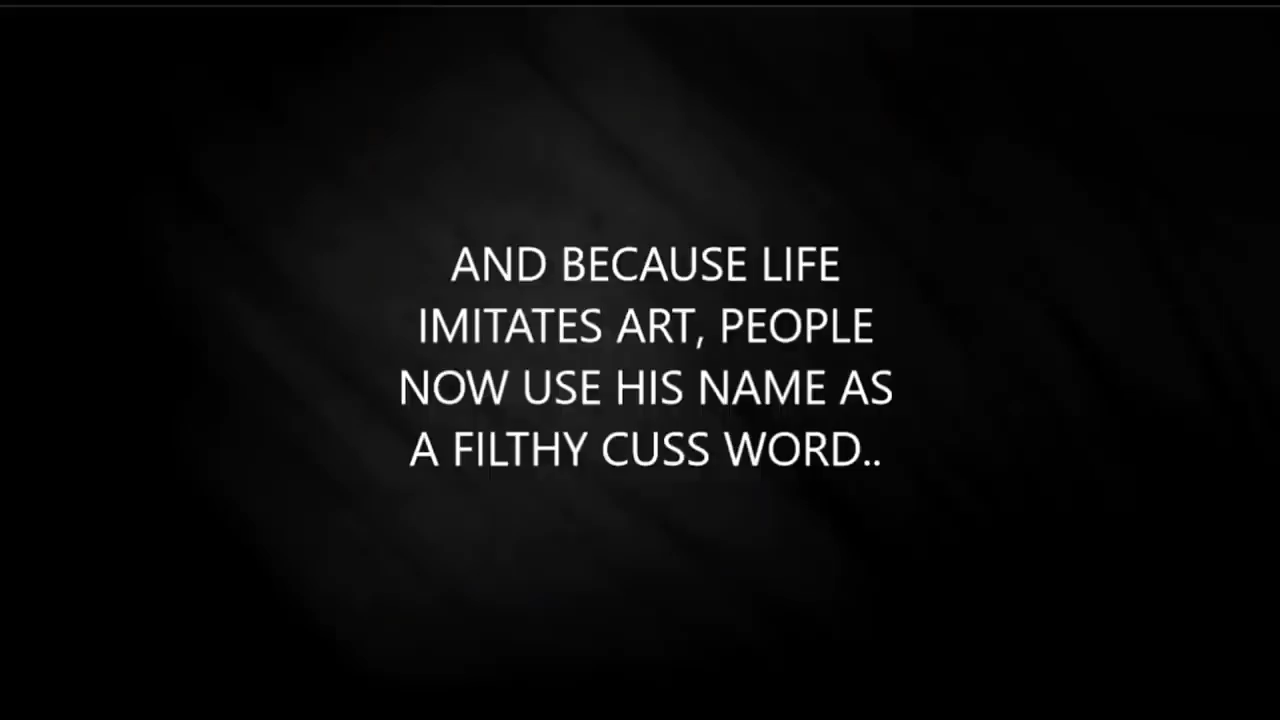 AND BECAUSE LIFE
IMITATES ART, PEOPLE
NOW USE HIS NAME AS
A FILTHY CUSS WORD..